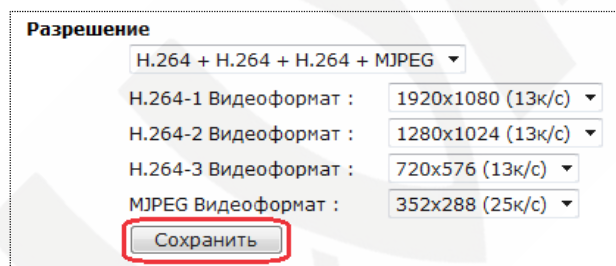 Разрешение
H.264 + H.264 + H.264 + MJPEG
H.264-1 Видеоформат : 1920x1080 (13к/с)
H.264-2 Видеоформат : 1280x1024 (13к/с)
H.264-3 Видеоформат : 720x576 (13к/с)
MJPEG Видеоформат : 352x288 (25к/с)
Сохранить